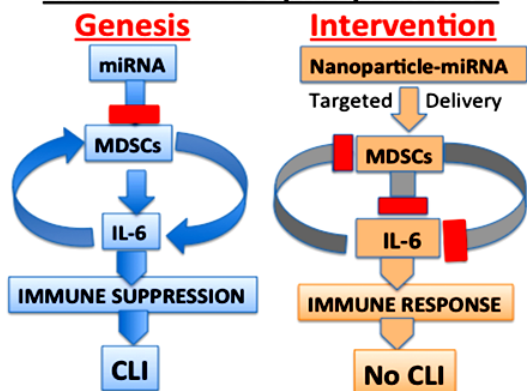 Genesis
miRNA
MDSCs
IL-6
IMMUNE SUPPRESSION
CLI
Intervention
Nanoparticle-miRNA
Targeted Delivery
MDSCs
IL-6
IMMUNE RESPONSE
No CLI